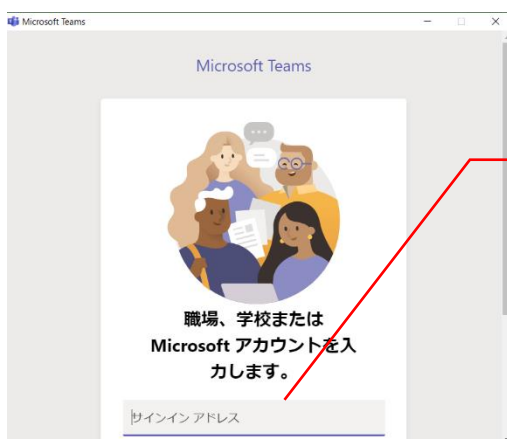 Microsoft Teams
Microsoft Teams
職場、学校または
Microsoft アカウントを入
力します。
サインイン アドレス